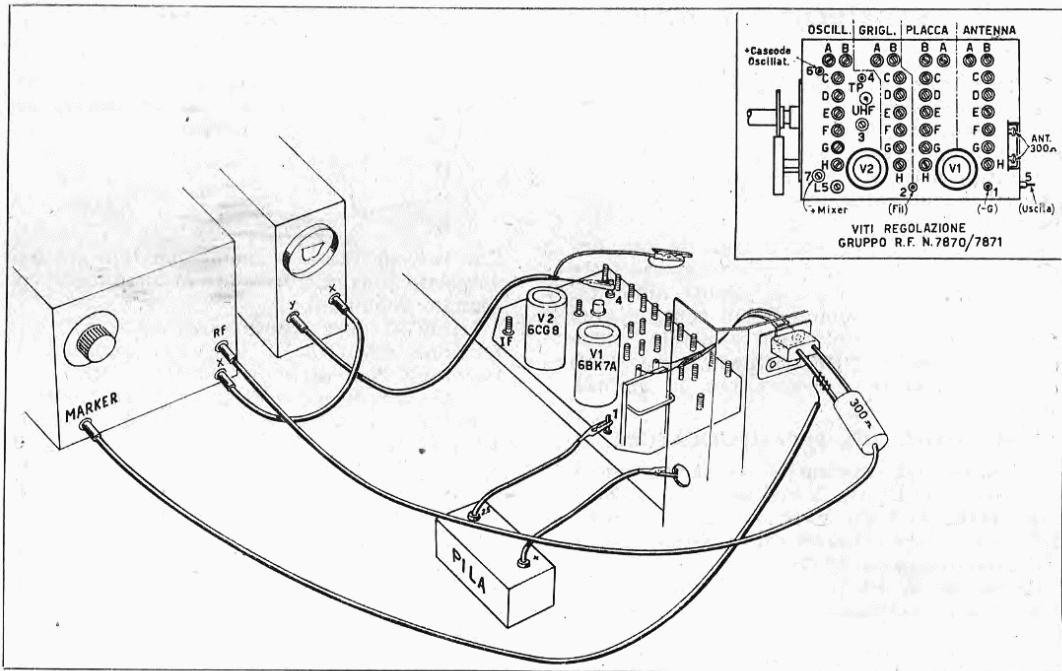 OSCILL. GRIGL. PLACCA ANTENNA
A B A B B A A B
+Cascode
Oscillat.
6 C 4 C C C
TP
D D D D
UHF
E E E E
3
F F F F
ANT.
300Ω
G G G G
H V2 H H V1 H
7 L5 2 1 5
+Mixer (Fil) (-G) (Uscita)
VITI REGOLAZIONE
GRUPPO R.F. N.7870/7871
MARKER
RF
X
Y
X
IF
V2
6CG8
V1
6BK7A
4
1
300Ω
2,5
+
PILA